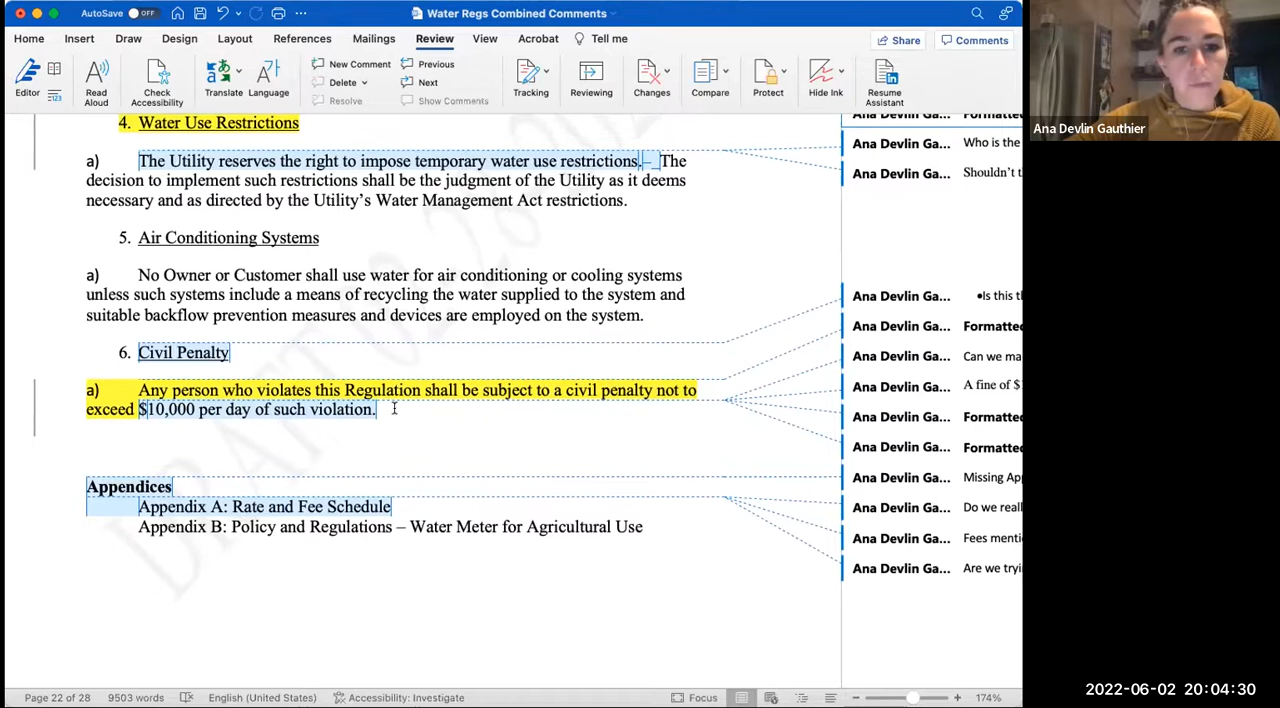 AutoSave OFF
Water Regs Combined Comments
Home Insert Draw Design Layout References Mailings Review View Acrobat Tell me Share Comments
Editor
Read Aloud
Check Accessibility
Translate
Language
New Comment
Delete
Resolve
Previous
Next
Show Comments
Tracking
Reviewing
Changes
Compare
Protect
Hide Ink
Resume Assistant
4. Water Use Restrictions
a) The Utility reserves the right to impose temporary water use restrictions. The
decision to implement such restrictions shall be the judgment of the Utility as it deems
necessary and as directed by the Utility's Water Management Act restrictions.
5. Air Conditioning Systems
a) No Owner or Customer shall use water for air conditioning or cooling systems
unless such systems include a means of recycling the water supplied to the system and
suitable backflow prevention measures and devices are employed on the system.
6. Civil Penalty
a) Any person who violates this Regulation shall be subject to a civil penalty not to
exceed $10,000 per day of such violation.
Appendices
Appendix A: Rate and Fee Schedule
Appendix B: Policy and Regulations – Water Meter for Agricultural Use
Ana Devlin Ga... Formatted
Ana Devlin Ga... Who is the
Ana Devlin Ga... Shouldn't t
Ana Devlin Ga... •Is this t
Ana Devlin Ga... Formatted
Ana Devlin Ga... Can we ma
Ana Devlin Ga... A fine of $
Ana Devlin Ga... Formatted
Ana Devlin Ga... Formatted
Ana Devlin Ga... Missing Ap
Ana Devlin Ga... Do we reall
Ana Devlin Ga... Fees menti
Ana Devlin Ga... Are we tryi
Page 22 of 28 9503 words English (United States) Accessibility: Investigate Focus 174%
Ana Devlin Gauthier
2022-06-02 20:04:30